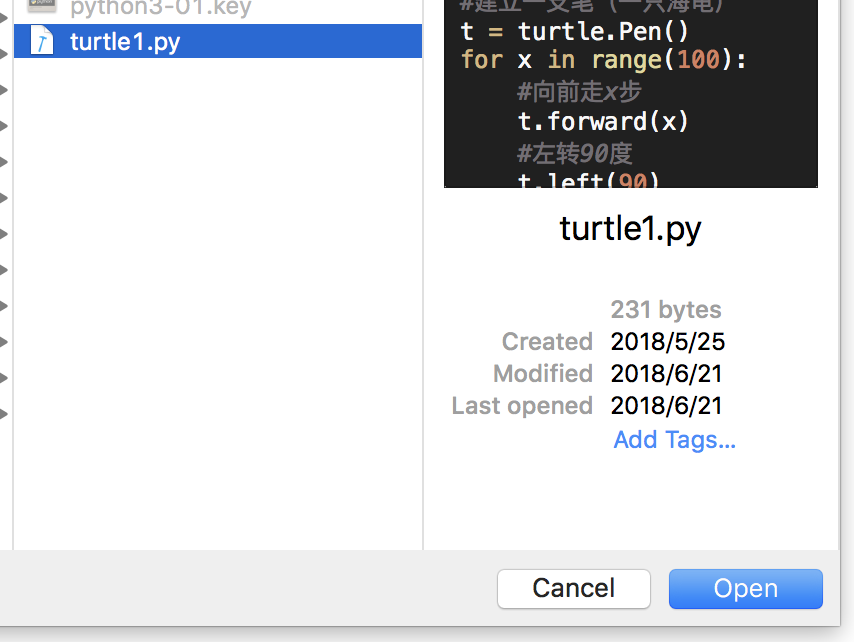 python3-01.key
turtle1.py
#建立一支笔（一只海龟）
t = turtle.Pen()
for x in range(100):
#向前走x步
t.forward(x)
#左转90度
t.left(90)
turtle1.py
231 bytes
Created 2018/5/25
Modified 2018/6/21
Last opened 2018/6/21
Add Tags...
Cancel
Open